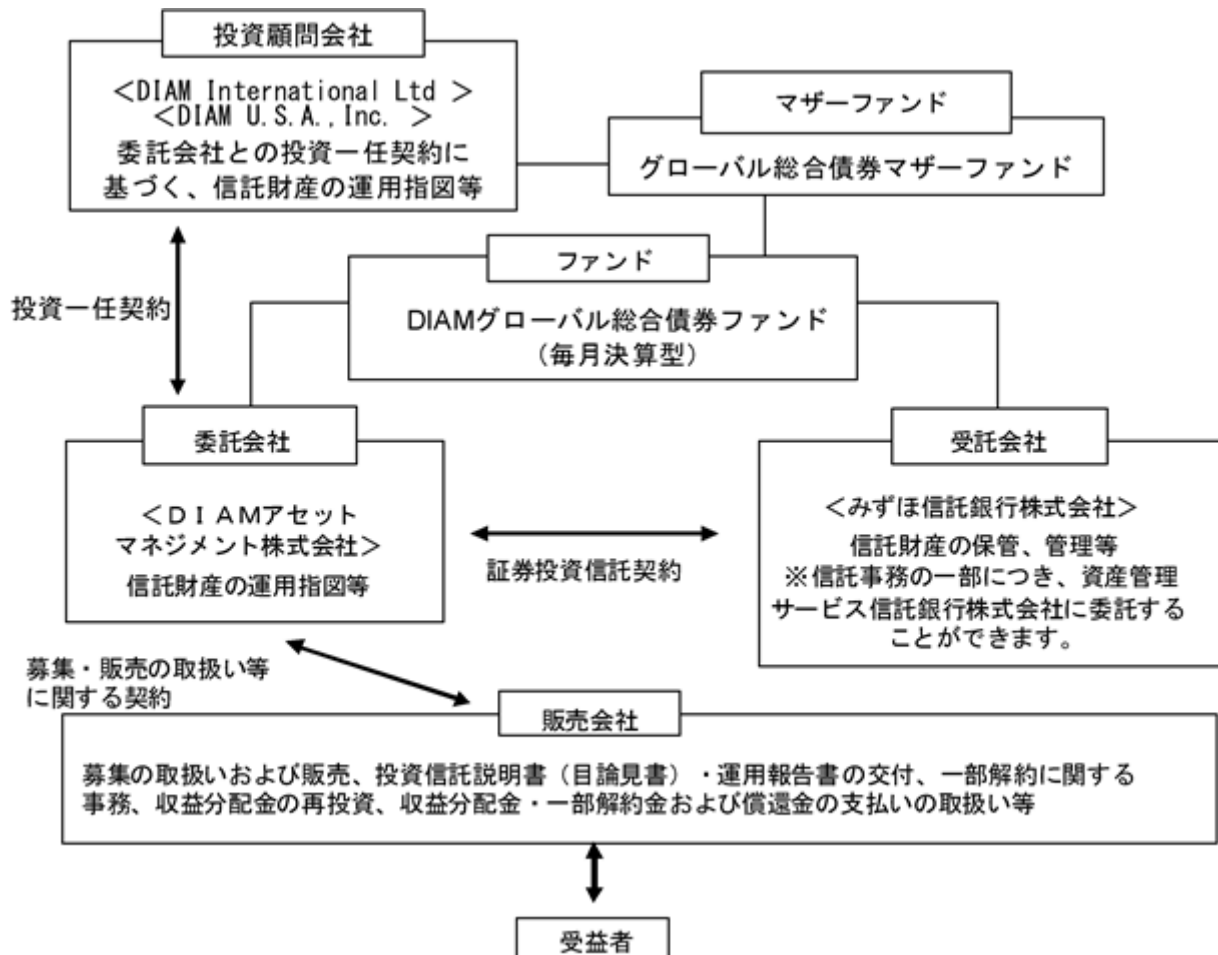 投資顧問会社
<DIAM International Ltd >
<DIAM U.S.A.,Inc. >
委託会社との投資一任契約に
基づく、信託財産の運用指図等
マザーファンド
グローバル総合債券マザーファンド
投資一任契約
ファンド
DIAMグローバル総合債券ファンド
（毎月決算型）
委託会社
＜ＤＩＡＭアセット
マネジメント株式会社＞
信託財産の運用指図等
証券投資信託契約
受託会社
＜みずほ信託銀行株式会社＞
信託財産の保管、管理等
※信託事務の一部につき、資産管理
サービス信託銀行株式会社に委託する
ことができます。
募集・販売の取扱い等
に関する契約
販売会社
募集の取扱いおよび販売、投資信託説明書（目論見書）・運用報告書の交付、一部解約に関する
事務、収益分配金の再投資、収益分配金・一部解約金および償還金の支払いの取扱い等
受益者